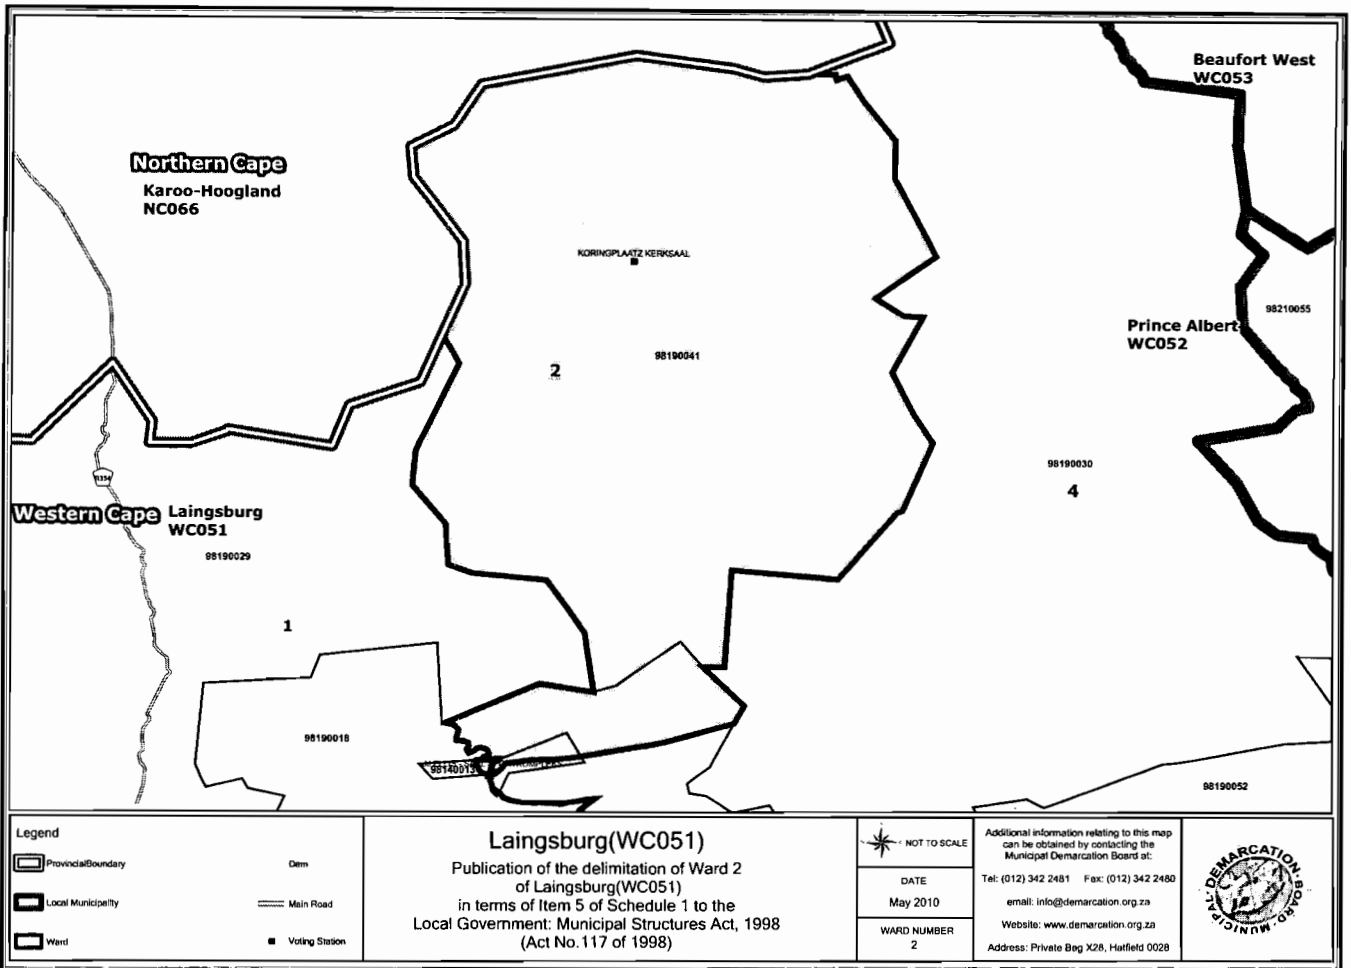 Beaufort West
WC053
Northern Cape
Karoo-Hoogland
NC066
KORINGPLAATZ KERKSAAL
98210055
Prince Albert
WC052
98190041
2
98190030
4
R354
Western Cape
Laingsburg
WC051
98190029
1
98190018
98140013
98190052
Legend
ProvincialBoundary
Local Municipality
Ward
Dam
Main Road
Voting Station
Laingsburg(WC051)
Publication of the delimitation of Ward 2
of Laingsburg(WC051)
in terms of Item 5 of Schedule 1 to the
Local Government: Municipal Structures Act, 1998
(Act No.117 of 1998)
NOT TO SCALE
DATE
May 2010
WARD NUMBER
2
Additional information relating to this map
can be obtained by contacting the
Municipal Demarcation Board at:
Tel: (012) 342 2481 Fax: (012) 342 2480
email: info@demarcation.org.za
Website: www.demarcation.org.za
Address: Private Bag X28, Hatfield 0028
MUNICIPAL DEMARCATION BOARD